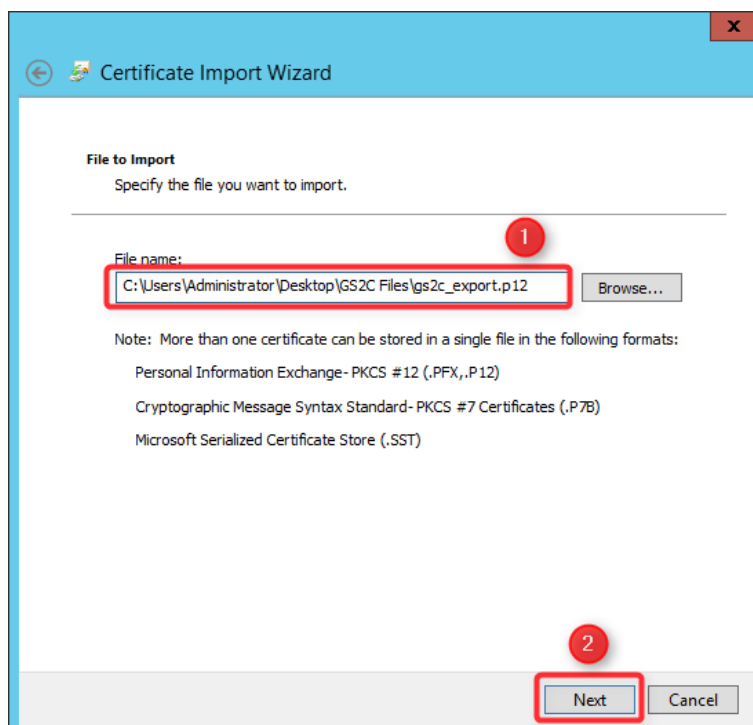 x
Certificate Import Wizard
File to Import
Specify the file you want to import.
1
File name:
C:\Users\Administrator\Desktop\GS2C Files\gs2c_export.p12
Browse...
Note: More than one certificate can be stored in a single file in the following formats:
Personal Information Exchange- PKCS #12 (.PFX,.P12)
Cryptographic Message Syntax Standard- PKCS #7 Certificates (.P7B)
Microsoft Serialized Certificate Store (.SST)
2
Next Cancel